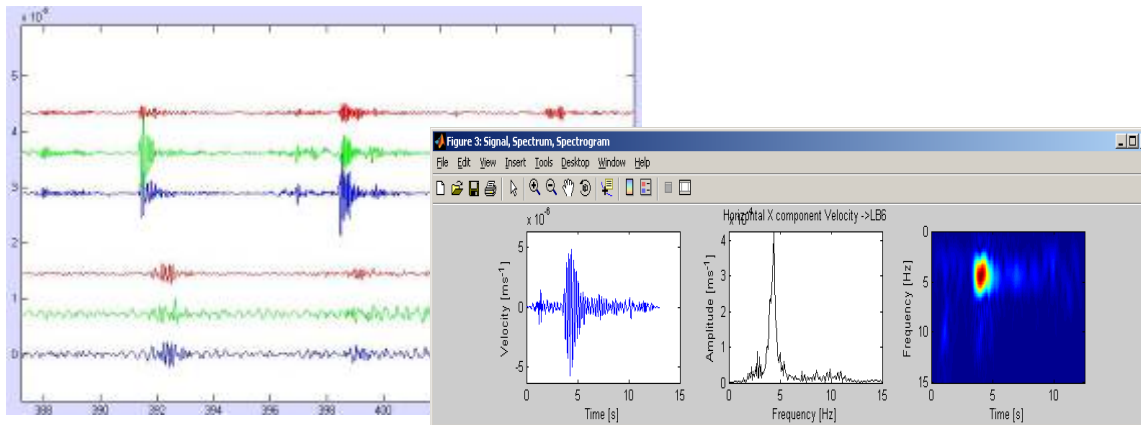 x 10⁻⁶
5
4
3
2
1
0
388 390 392 394 396 398 400
Figure 3: Signal, Spectrum, Spectrogram
File Edit View Insert Tools Desktop Window Help
Horizontal X component Velocity ->LB6
x 10⁻⁶
5
0
-5
Velocity [ms⁻¹]
0 5 10 15
Time [s]
x 10⁻⁴
4
3
2
1
0
Amplitude [ms⁻¹]
0 5 10 15
Frequency [Hz]
0
5
10
15
Frequency [Hz]
0 5 10
Time [s]